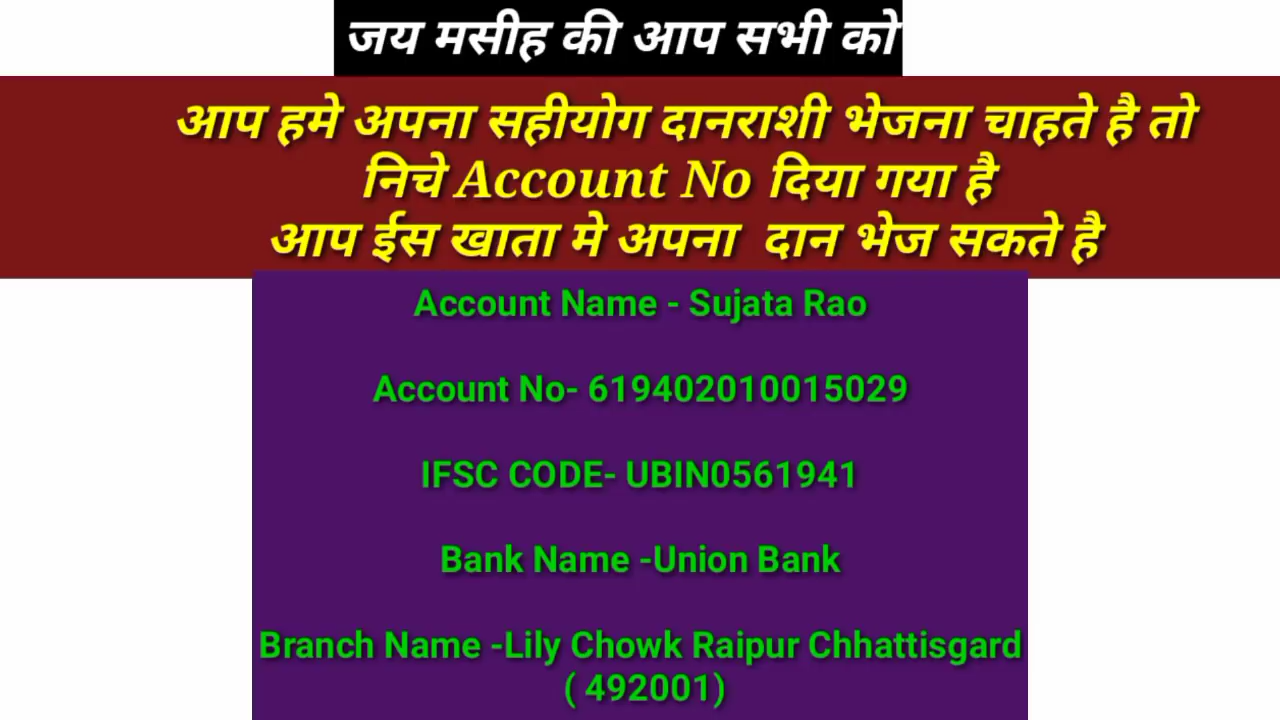 जय मसीह की आप सभी को
आप हमे अपना सहीयोग दानराशी भेजना चाहते है तो
निचे Account No दिया गया है
आप ईस खाता मे अपना दान भेज सकते है
Account Name - Sujata Rao
Account No- 619402010015029
IFSC CODE- UBIN0561941
Bank Name -Union Bank
Branch Name -Lily Chowk Raipur Chhattisgard
( 492001)